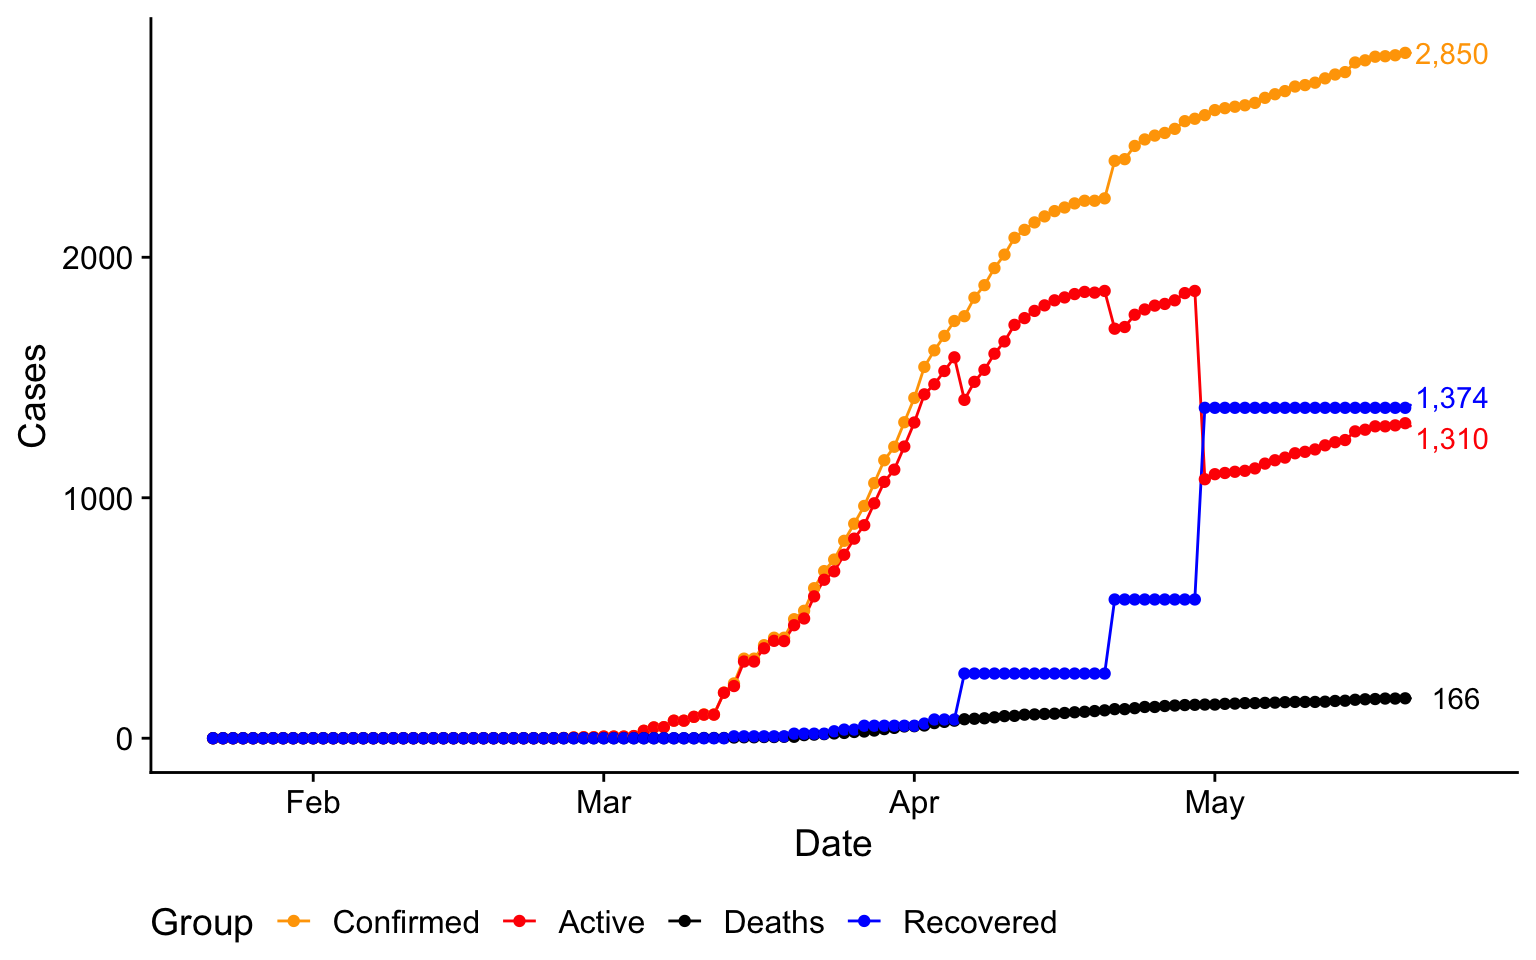 2,850
2000
1,374
Cases
1,310
1000
166
0
Feb Mar Apr May
Date
Group Confirmed Active Deaths Recovered